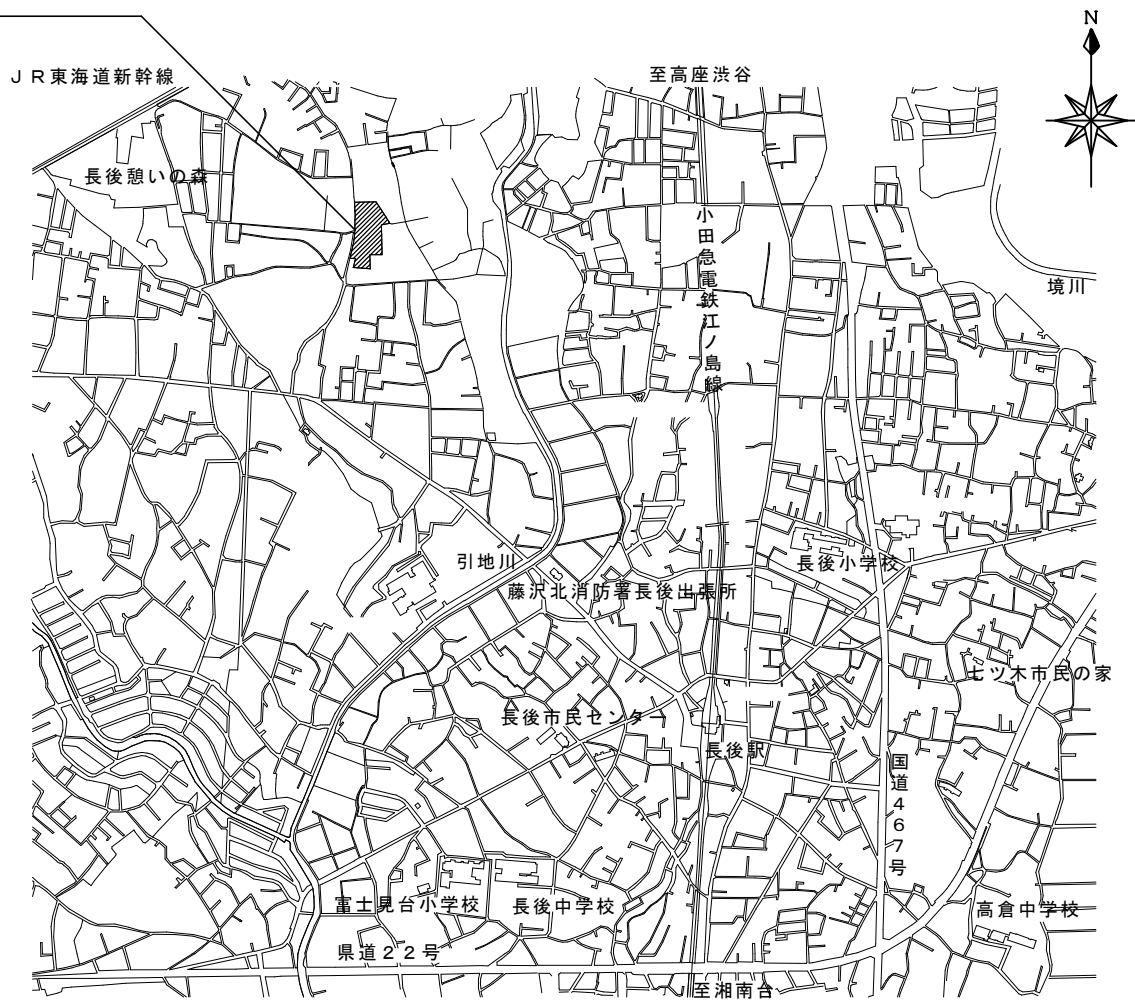 N
至高座渋谷
JR東海道新幹線
長後憩いの森
小田急電鉄江ノ島線
境川
引地川
長後小学校
藤沢北消防署長後出張所
七ツ木市民の家
長後市民センター
長後駅
国道467号
富士見台小学校
長後中学校
高倉中学校
県道22号
至湘南台